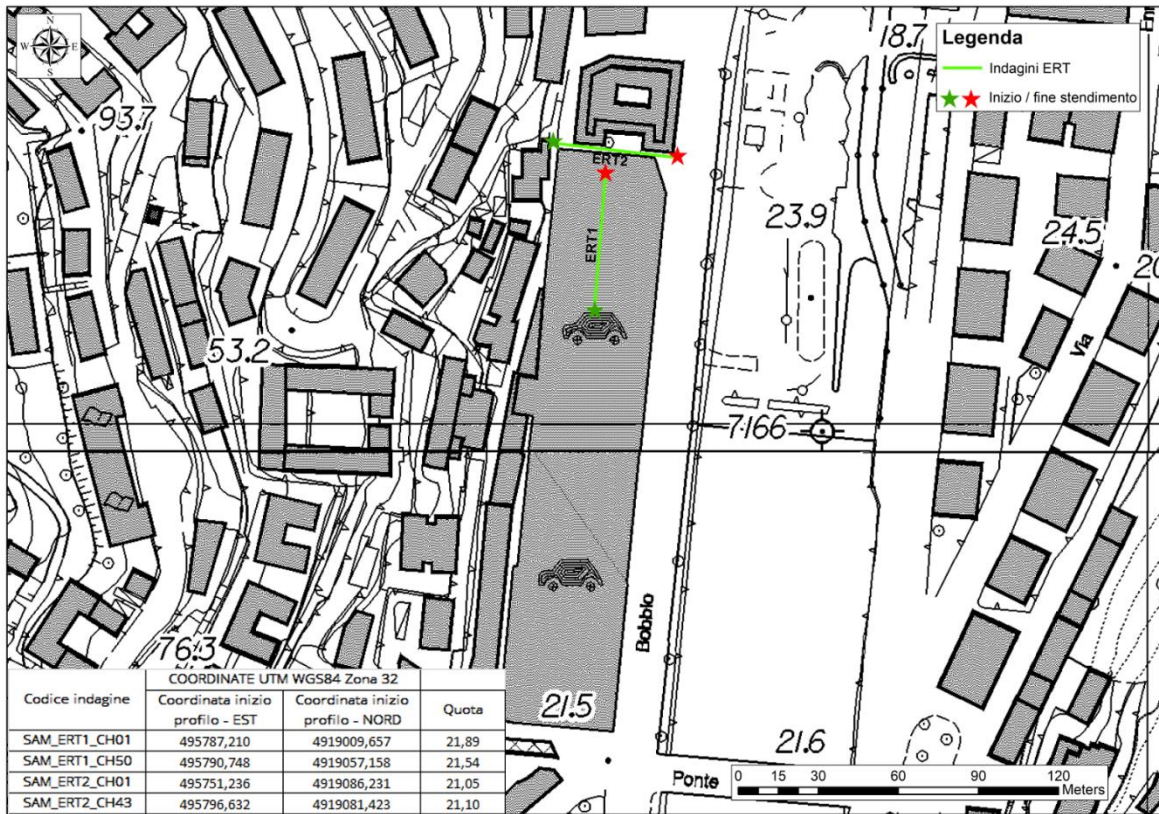 N
W E
S
Legenda
Indagini ERT
Inizio / fine stendimento
18.7
93.7
ERT2
23.9
24.5
ERT1
20
Via
53.2
7166
Bobbio
76.3
21.5
21.6
Ponte
COORDINATE UTM WGS84 Zona 32
Codice indagine Coordinata inizio profilo - EST Coordinata inizio profilo - NORD Quota
SAM_ERT1_CH01 495787,210 4919009,657 21,89
SAM_ERT1_CH50 495790,748 4919057,158 21,54
SAM_ERT2_CH01 495751,236 4919086,231 21,05
SAM_ERT2_CH43 495796,632 4919081,423 21,10
0 15 30 60 90 120
Meters